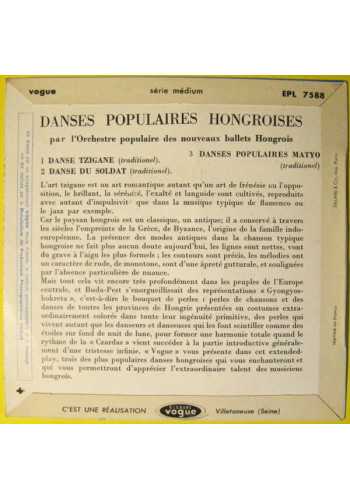 vogue
série médium
EPL 7588
DANSES POPULAIRES HONGROISES
par l'Orchestre populaire des nouveaux ballets Hongrois
1 DANSE TZIGANE (traditionel).
2 DANSE DU SOLDAT (traditionel).
3 DANSES POPULAIRES MATYO
(traditionel)
L'art tzigane est un art romantique autant qu'un art de frénésie ou l'oppo-
sition, le brillant, la sérénité, l'exalté et languide sont cultivés, reproduits
avec autant d'impulsivité que dans la musique typique de flamenco ou
le jazz par exemple.
Car le paysan hongrois est un classique, un antique; il a conservé à travers
les siècles l'empreinte de la Grèce, de Byzance, l'origine de la famille indo-
européenne. La présence des modes antiques dans la chanson typique
hongroise ne fait plus aucun doute aujourd'hui, les lignes sont nettes, vont
du grave à l'aigu les plus formels; les contours sont précis, les mélodies ont
un caractère de rude, de monotone, sont d'une âpreté gutturale, et soulignées
par l'absence particulière de nuance.
Mais tout cela vit encore très profondément dans les peuples de l'Europe
centrale, et Buda-Pest s'enorgueillit des représentations « Gyongyos-
bokreta », c'est-à-dire le bouquet de perles : perles de chansons et des
danses de toutes les provinces de Hongrie présentées en costumes extra-
ordinairement colorés dans toute leur ingénuité primitive, des perles qui
vivent autant que les danseurs et danseuses qui les font scintiller comme des
étoiles sur fond de nuit de lune, pour former une harmonie totale quand le
rythme de la « Czardas » vient succéder à la partie introductive générale-
ment d'une tristesse infinie. « Vogue » vous présente dans cet extended-
play, trois des plus populaires danses hongroises qui vous enchanteront et
qui vous permettront d'apprécier l'extraordinaire talent des musiciens
hongrois.
C'EST UNE RÉALISATION
vogue
Villetaneuse (Seine)